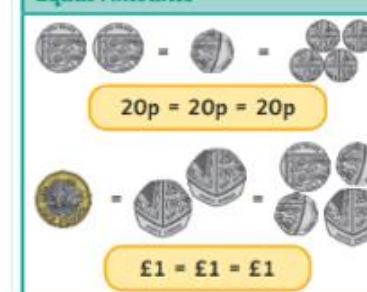 =
=
20p = 20p = 20p
=
=
£1 = £1 = £1